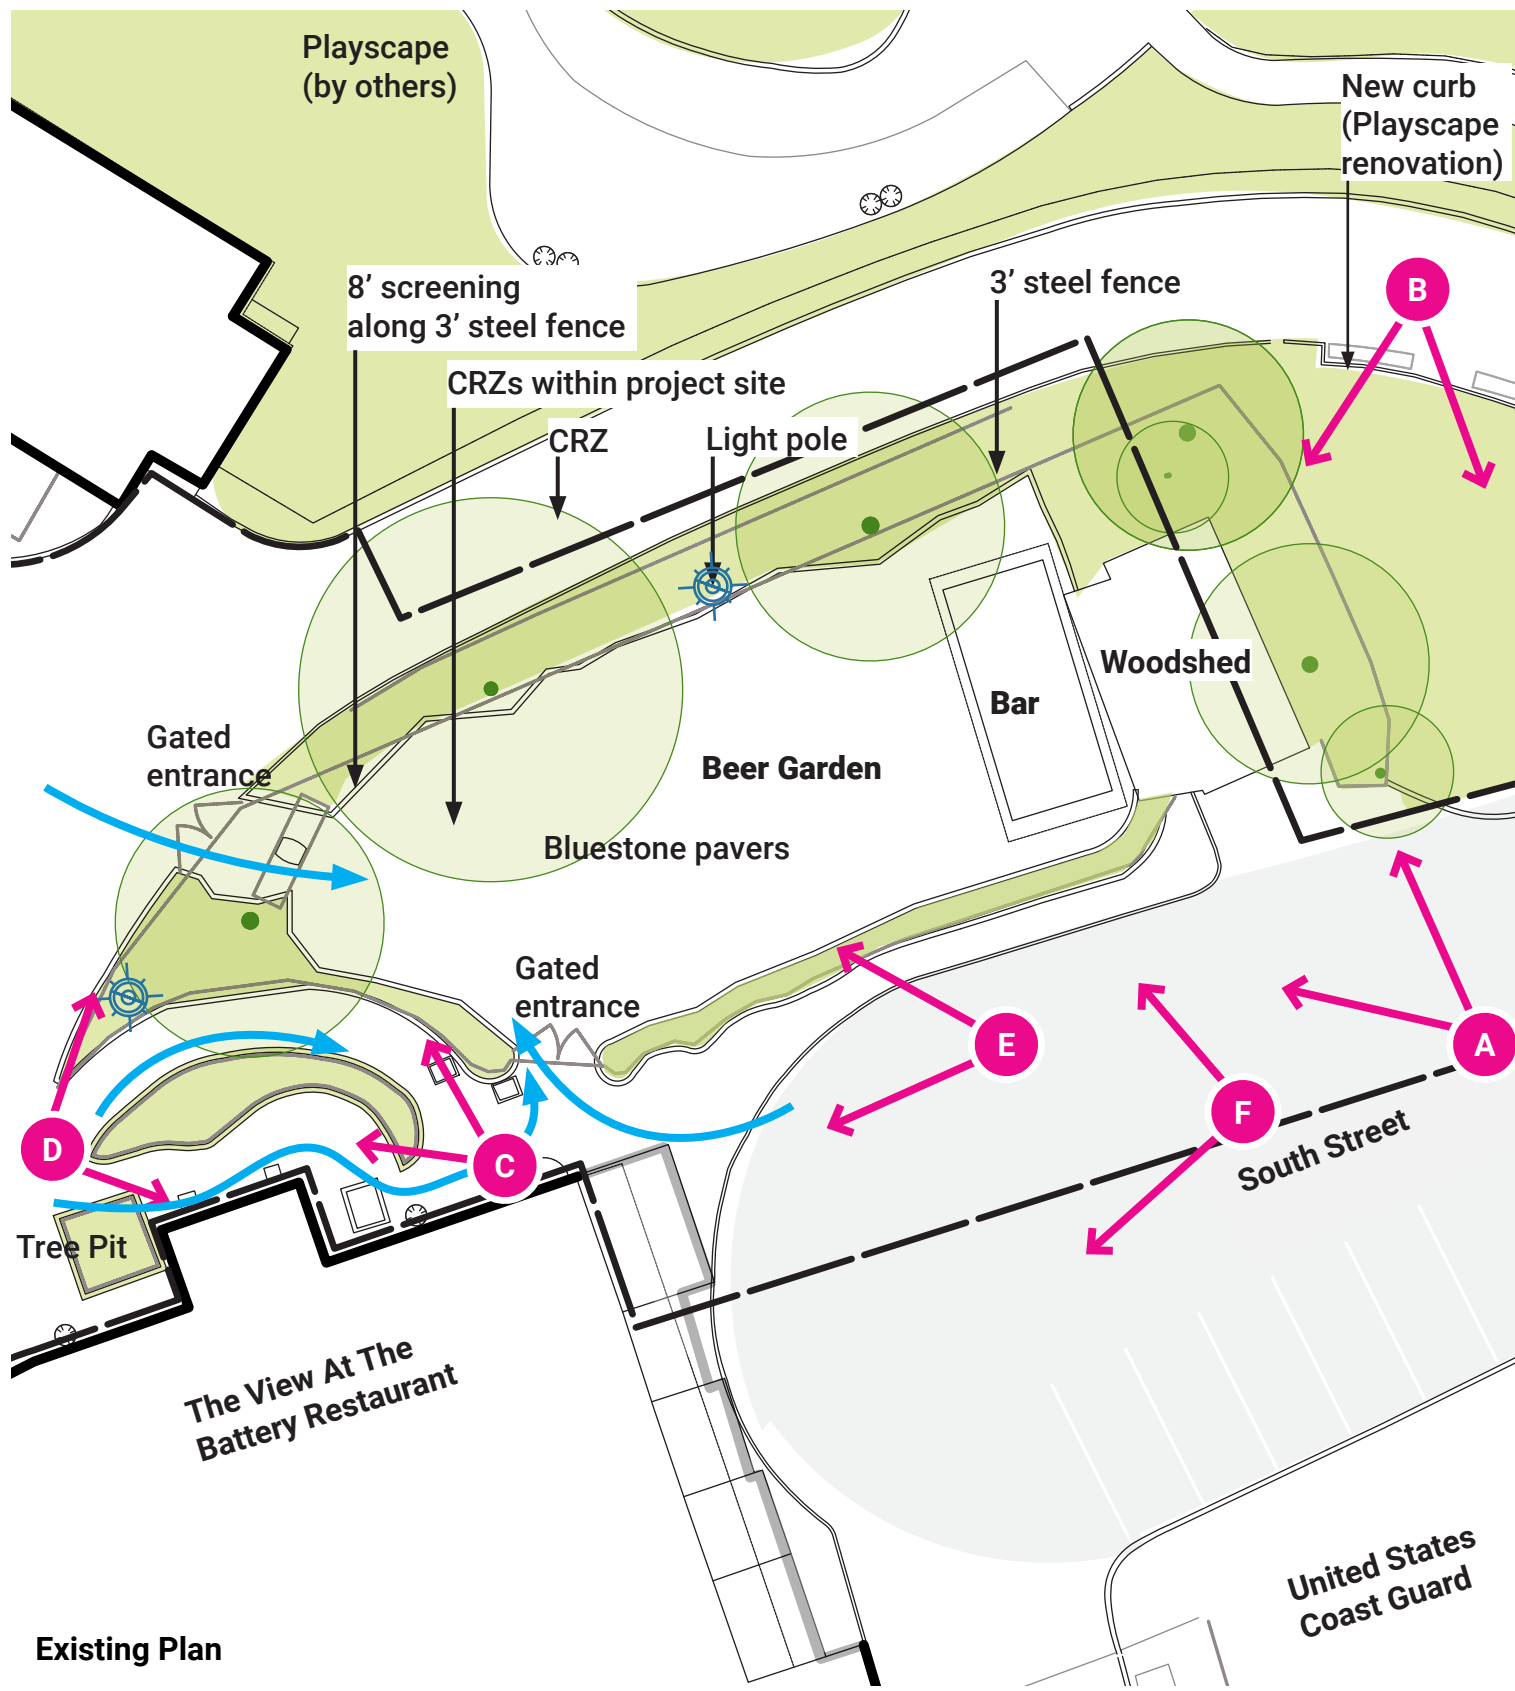 Playscape
(by others)
New curb
(Playscape
renovation)
B
8’ screening
along 3’ steel fence
3’ steel fence
CRZs within project site
CRZ
Light pole
Woodshed
Bar
Gated
entrance
Beer Garden
Bluestone pavers
Gated
entrance
E
A
F
D
C
South Street
Tree Pit
The View At The
Battery Restaurant
United States
Coast Guard
Existing Plan